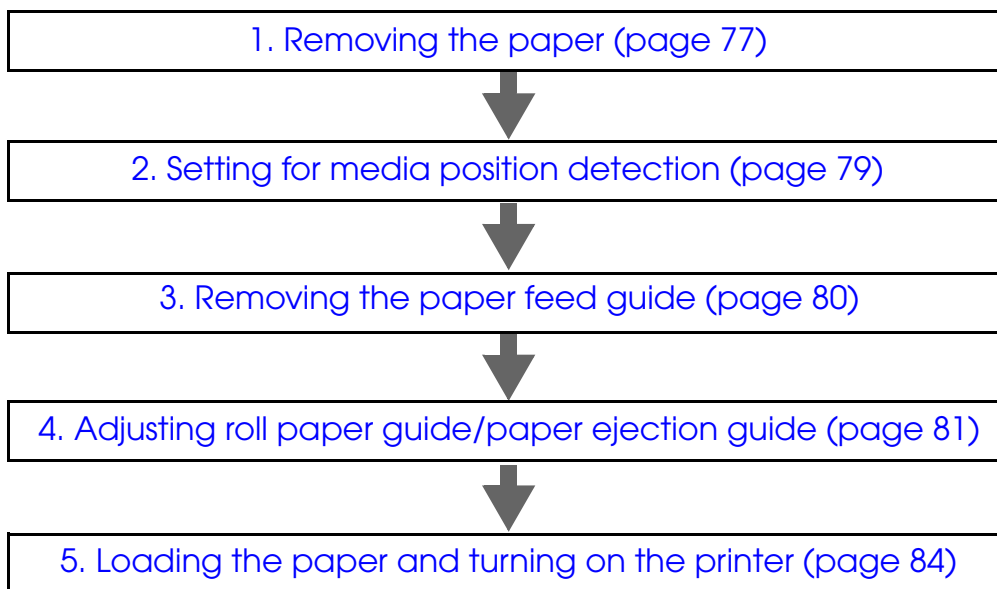 1. Removing the paper (page 77)
2. Setting for media position detection (page 79)
3. Removing the paper feed guide (page 80)
4. Adjusting roll paper guide/paper ejection guide (page 81)
5. Loading the paper and turning on the printer (page 84)